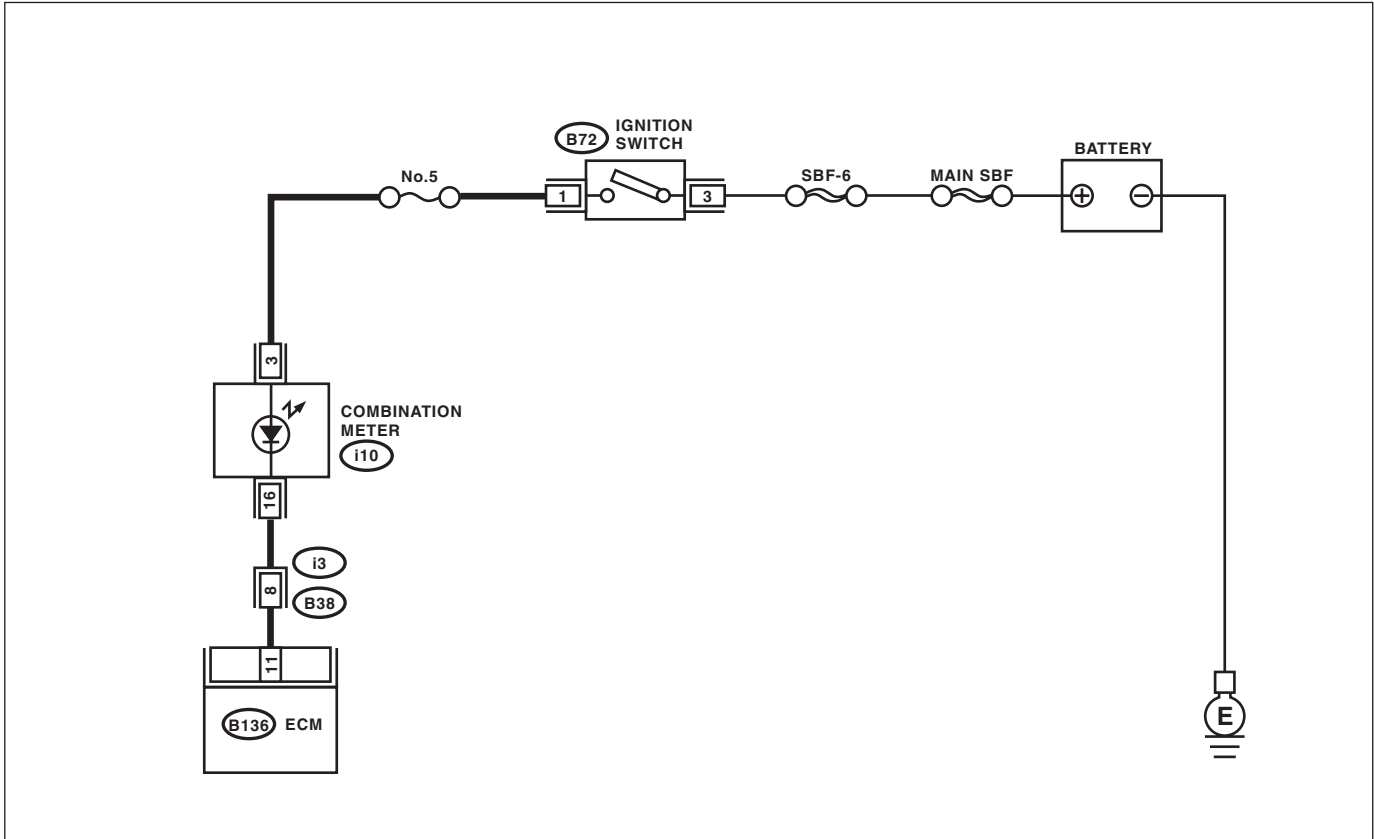 IGNITION
SWITCH
B72
BATTERY
No.5
SBF-6
MAIN SBF
1
3
+
−
3
COMBINATION
METER
i10
16
i3
8
B38
11
B136 ECM
E